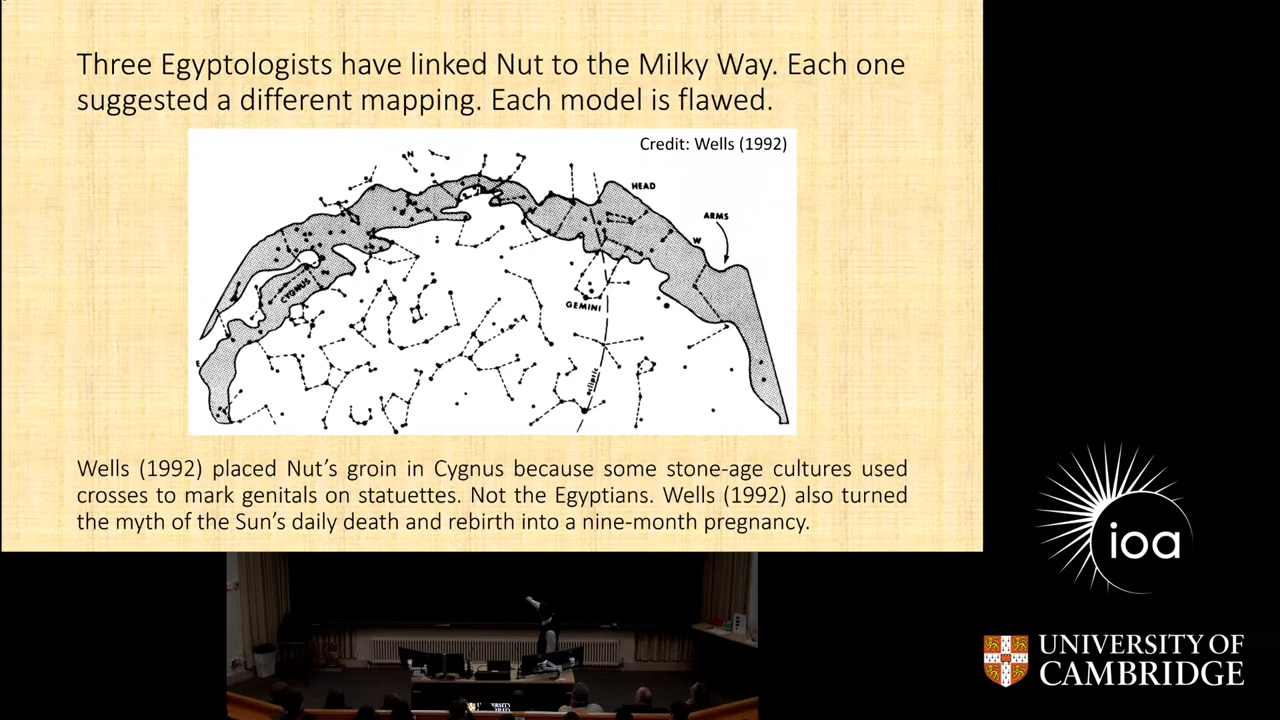 Three Egyptologists have linked Nut to the Milky Way. Each one
suggested a different mapping. Each model is flawed.
Credit: Wells (1992)
N
HEAD
ARMS
W
CYGNUS
GEMINI
E
ecliptic
Wells (1992) placed Nut's groin in Cygnus because some stone-age cultures used
crosses to mark genitals on statuettes. Not the Egyptians. Wells (1992) also turned
the myth of the Sun's daily death and rebirth into a nine-month pregnancy.
ioa
UNIVERSITY OF
CAMBRIDGE